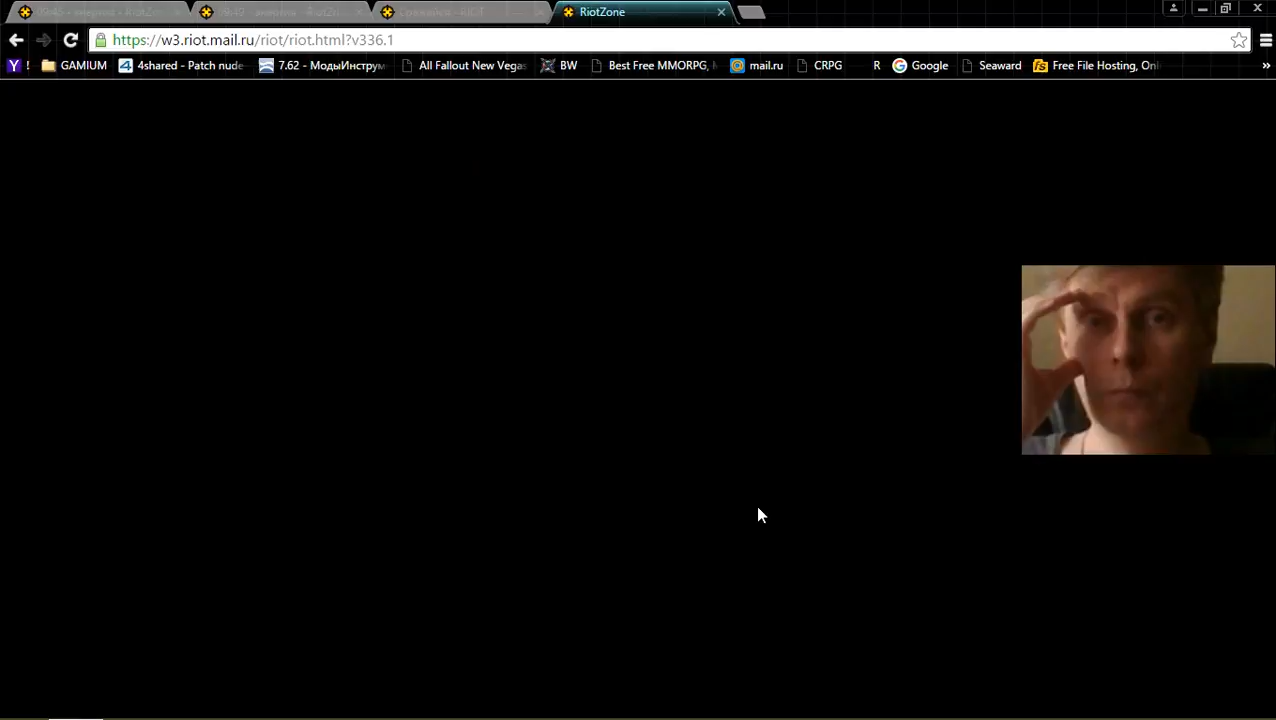 RiotZone
https://w3.riot.mail.ru/riot/riot.html?v336.1
! GAMIUM 4shared - Patch nude 7.62 - МодыИнструм All Fallout New Vegas BW Best Free MMORPG, mail.ru CRPG R Google Seaward Free File Hosting, Onl »